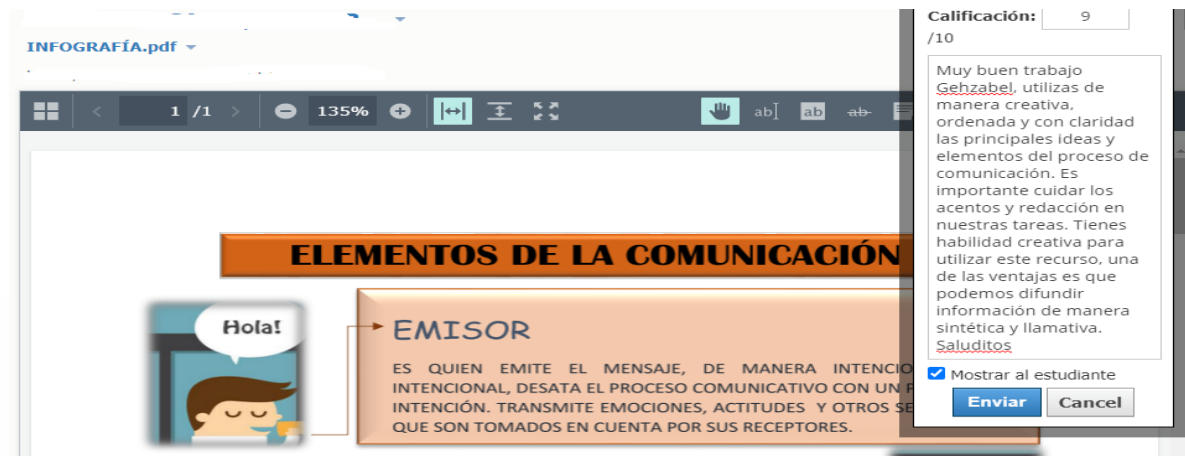 INFOGRAFÍA.pdf
1 /1
135%
ab
ab
ab
Calificación: 9
/10
Muy buen trabajo
Gehzabel, utilizas de
manera creativa,
ordenada y con claridad
las principales ideas y
elementos del proceso de
comunicación. Es
importante cuidar los
acentos y redacción en
nuestras tareas. Tienes
habilidad creativa para
utilizar este recurso, una
de las ventajas es que
podemos difundir
información de manera
sintética y llamativa.
Saluditos
Mostrar al estudiante
Enviar Cancel
ELEMENTOS DE LA COMUNICACIÓN
Hola!
EMISOR
ES QUIEN EMITE EL MENSAJE, DE MANERA INTENCIO
INTENCIONAL, DESATA EL PROCESO COMUNICATIVO CON UN
INTENCIÓN. TRANSMITE EMOCIONES, ACTITUDES Y OTROS SE
QUE SON TOMADOS EN CUENTA POR SUS RECEPTORES.